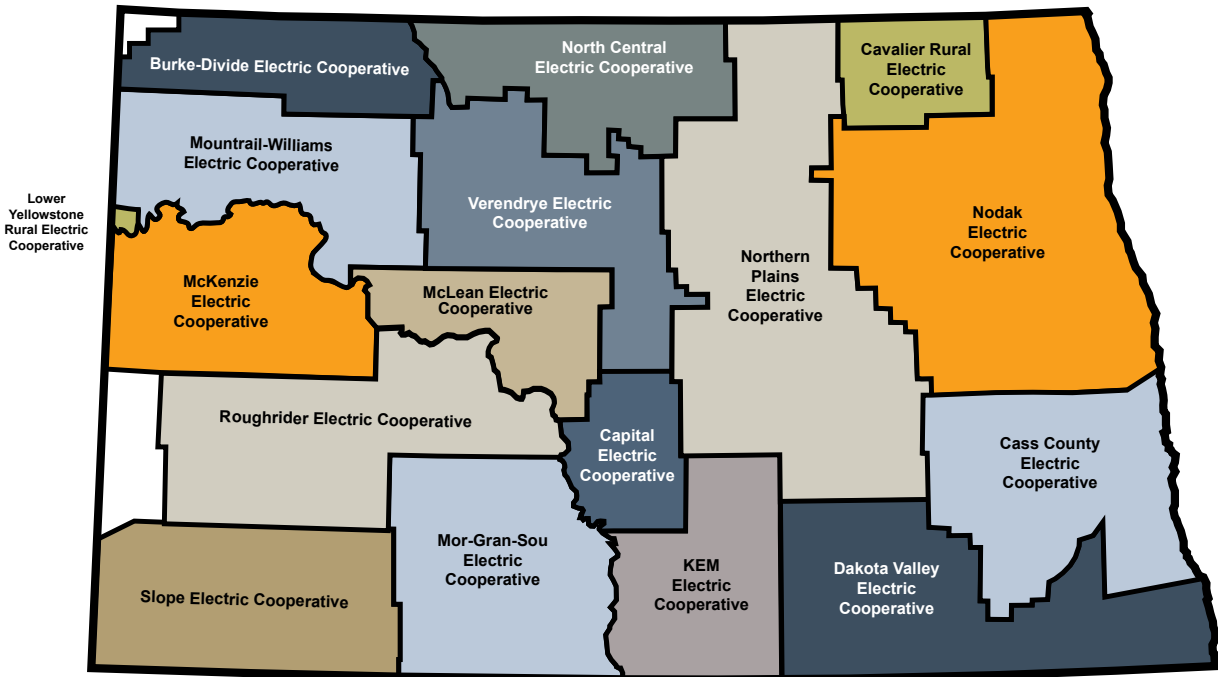 Burke-Divide Electric Cooperative
North Central
Electric Cooperative
Cavalier Rural
Electric
Cooperative
Mountrail-Williams
Electric Cooperative
Lower
Yellowstone
Rural Electric
Cooperative
Verendrye Electric
Cooperative
Nodak
Electric
Cooperative
McKenzie
Electric
Cooperative
McLean Electric
Cooperative
Northern
Plains
Electric
Cooperative
Roughrider Electric Cooperative
Capital
Electric
Cooperative
Cass County
Electric
Cooperative
Mor-Gran-Sou
Electric
Cooperative
KEM
Electric
Cooperative
Dakota Valley
Electric
Cooperative
Slope Electric Cooperative